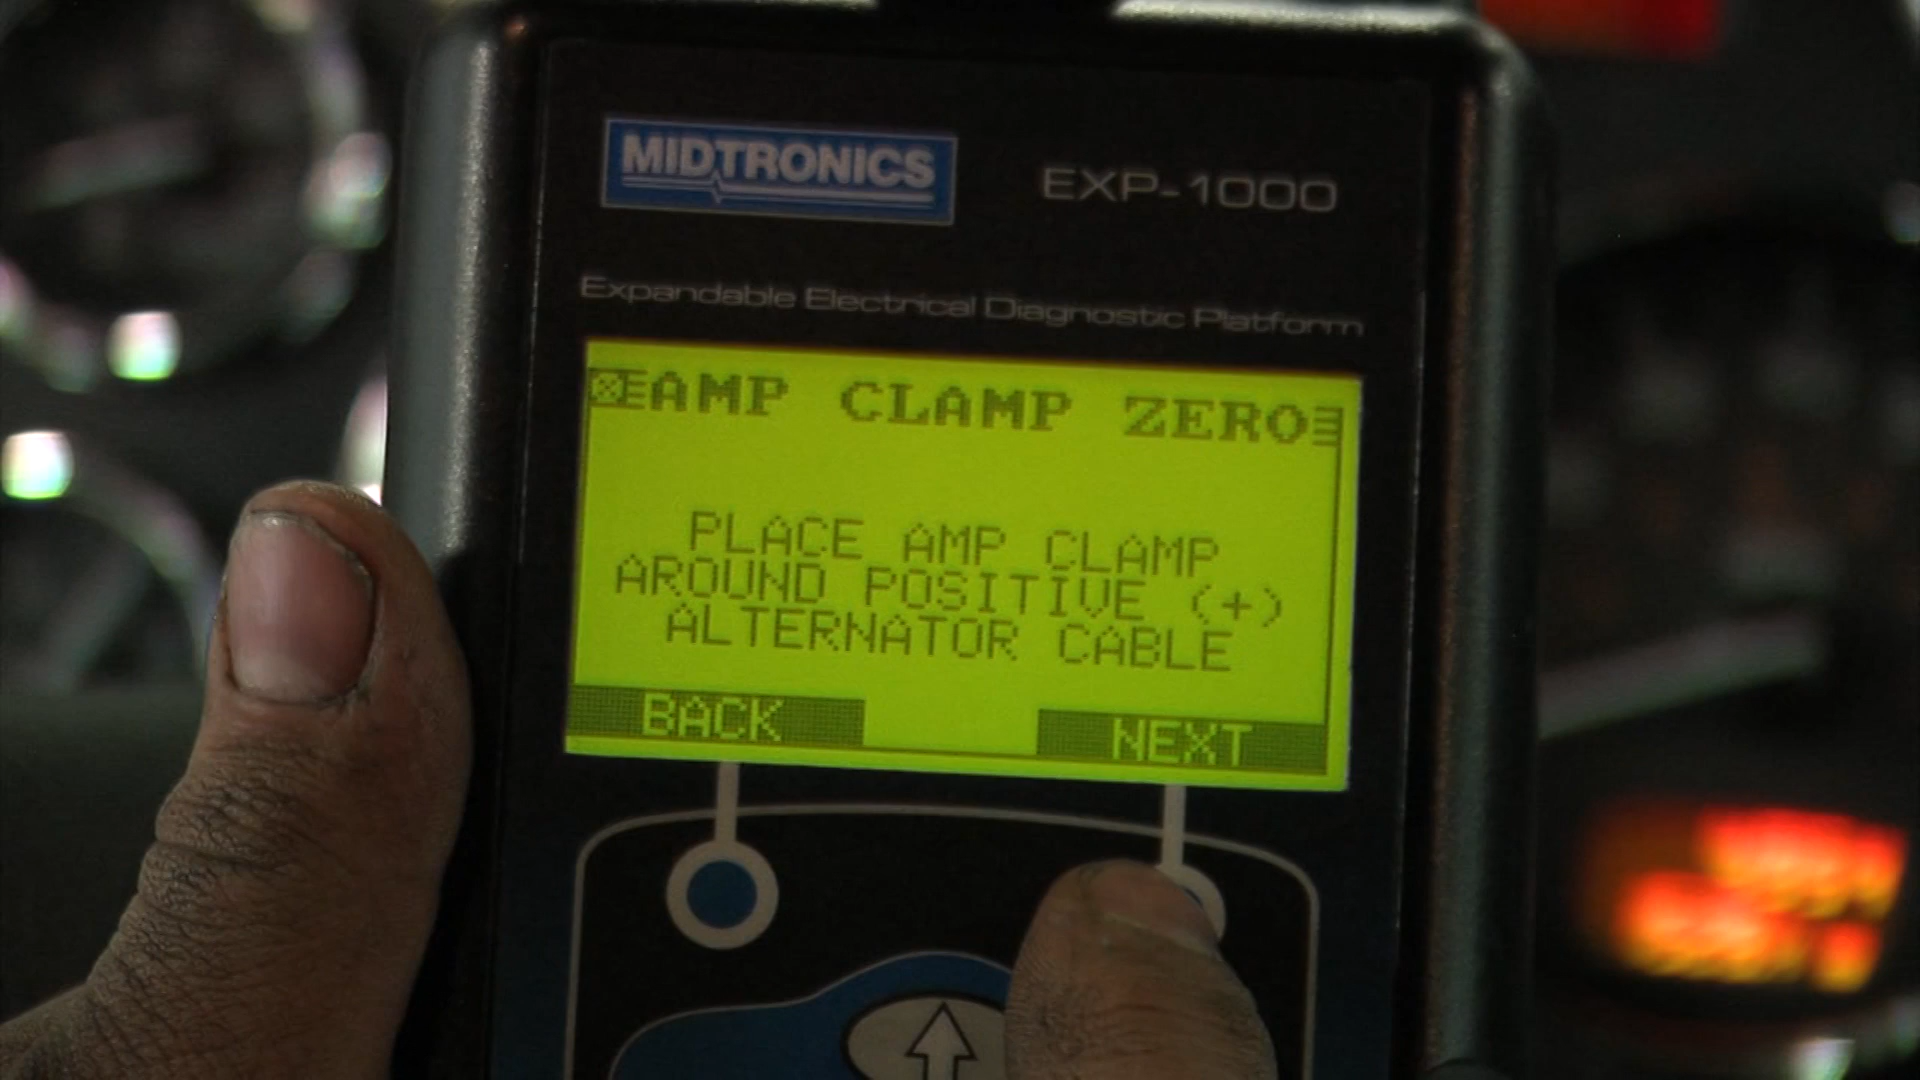 MIDTRONICS
EXP-1000
Expandable Electrical Diagnostic Platform
AMP CLAMP ZERO
PLACE AMP CLAMP
AROUND POSITIVE (+)
ALTERNATOR CABLE
BACK
NEXT